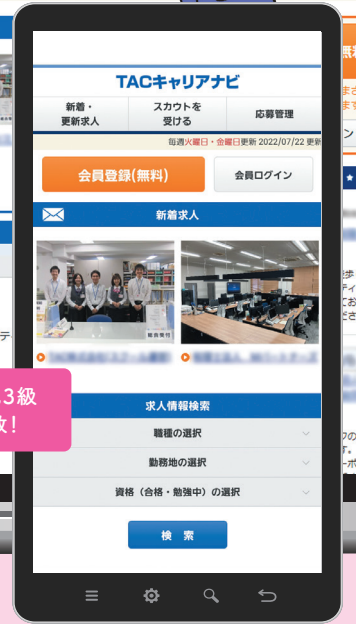 TACキャリアナビ
新着・
更新求人
スカウトを
受ける
応募管理
毎週火曜日・金曜日更新 2022/07/22 更新
会員登録(無料)
会員ログイン
新着求人
総合受付
求人情報検索
3級
職種の選択
勤務地の選択
資格（合格・勉強中）の選択
検 索